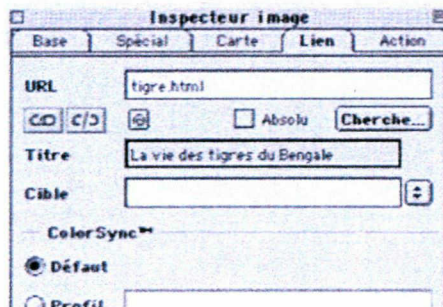 Inspecteur image
Base Spécial Carte Lien Action
URL tigre.html
Absolu Cherche...
Titre La vie des tigres du Bengale
Cible
ColorSync™
Défaut
Profil